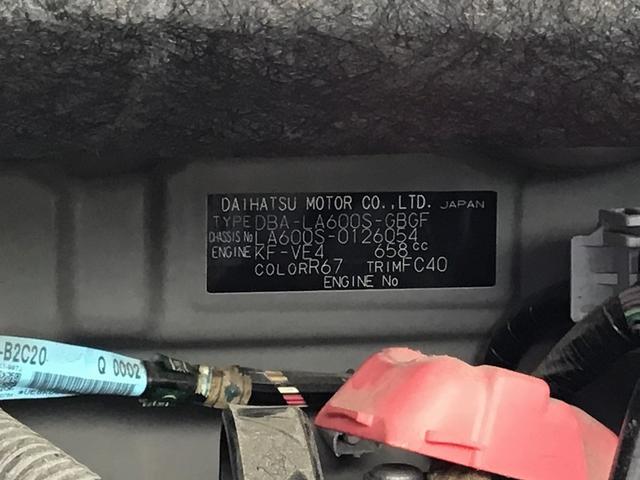 DAIHATSU MOTOR CO.,LTD. JAPAN
TYPE DBA-LA600S-GBGF
CHASSIS No LA600S-0126054
ENGINE KF-VE4 658cc
COLOR R67 TRIM FC40
ENGINE No
-B2C20 Q 0002